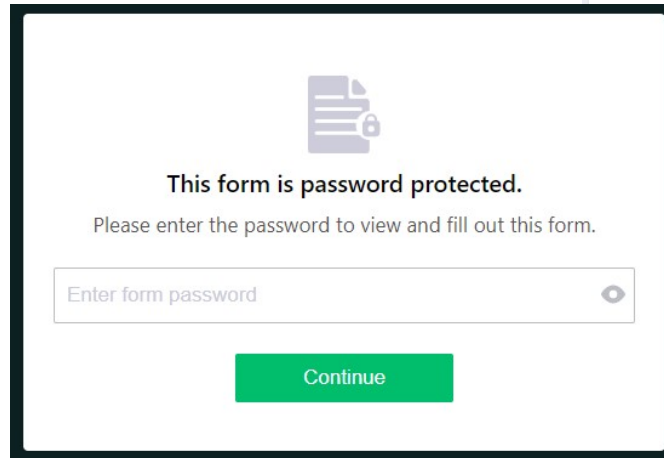 This form is password protected.
Please enter the password to view and fill out this form.
Enter form password
Continue